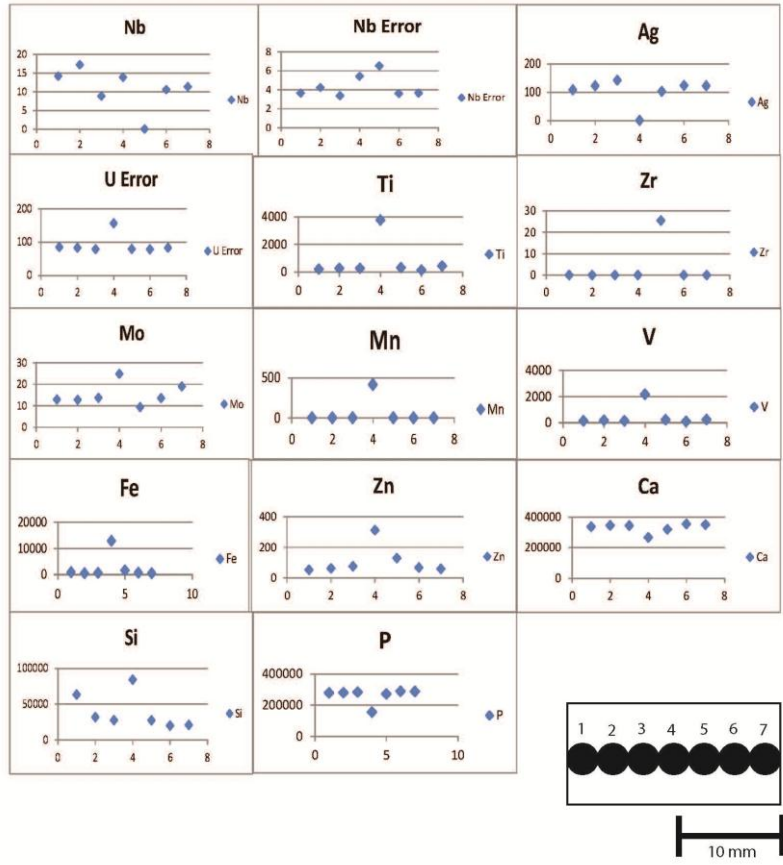 Nb
20
15
10
5
0
0 2 4 6 8
Nb
Nb Error
8
6
4
2
0
0 2 4 6 8
Nb Error
Ag
200
100
0
0 2 4 6 8
Ag
U Error
200
100
0
0 2 4 6 8
U Error
Ti
4000
2000
0
0 2 4 6 8
Ti
Zr
30
20
10
0
0 2 4 6 8
Zr
Mo
30
20
10
0
0 2 4 6 8
Mo
Mn
500
0
0 2 4 6 8
Mn
V
4000
2000
0
0 2 4 6 8
V
Fe
20000
10000
0
0 5 10
Fe
Zn
400
200
0
0 2 4 6 8
Zn
Ca
400000
200000
0
0 2 4 6 8
Ca
Si
100000
50000
0
0 2 4 6 8
Si
P
400000
200000
0
0 5 10
P
1 2 3 4 5 6 7
10 mm